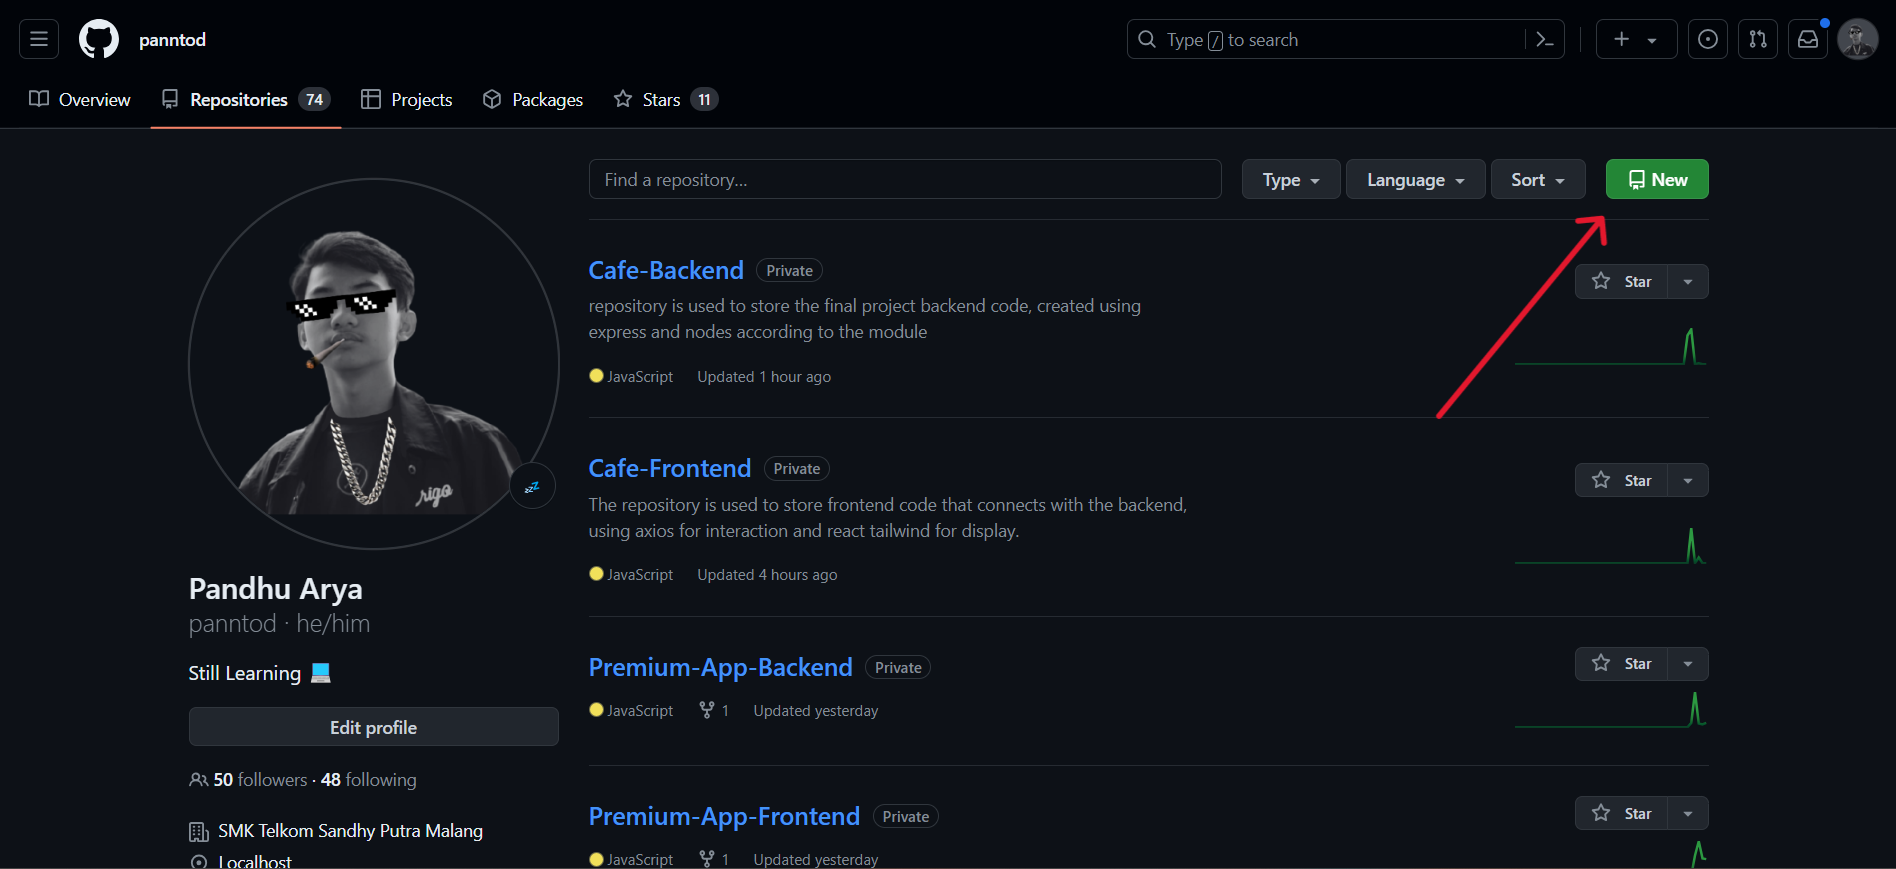 panntod
Type / to search
Overview
Repositories 74
Projects
Packages
Stars 11
Find a repository...
Type
Language
Sort
New
Cafe-Backend Private
Star
repository is used to store the final project backend code, created using
express and nodes according to the module
JavaScript Updated 1 hour ago
Cafe-Frontend Private
Star
The repository is used to store frontend code that connects with the backend,
using axios for interaction and react tailwind for display.
JavaScript Updated 4 hours ago
Premium-App-Backend Private
Star
JavaScript 1 Updated yesterday
Premium-App-Frontend Private
Star
JavaScript 1 Updated yesterday
rigo
zzZ
Pandhu Arya
panntod · he/him
Still Learning
Edit profile
50 followers · 48 following
SMK Telkom Sandhy Putra Malang
Localhost